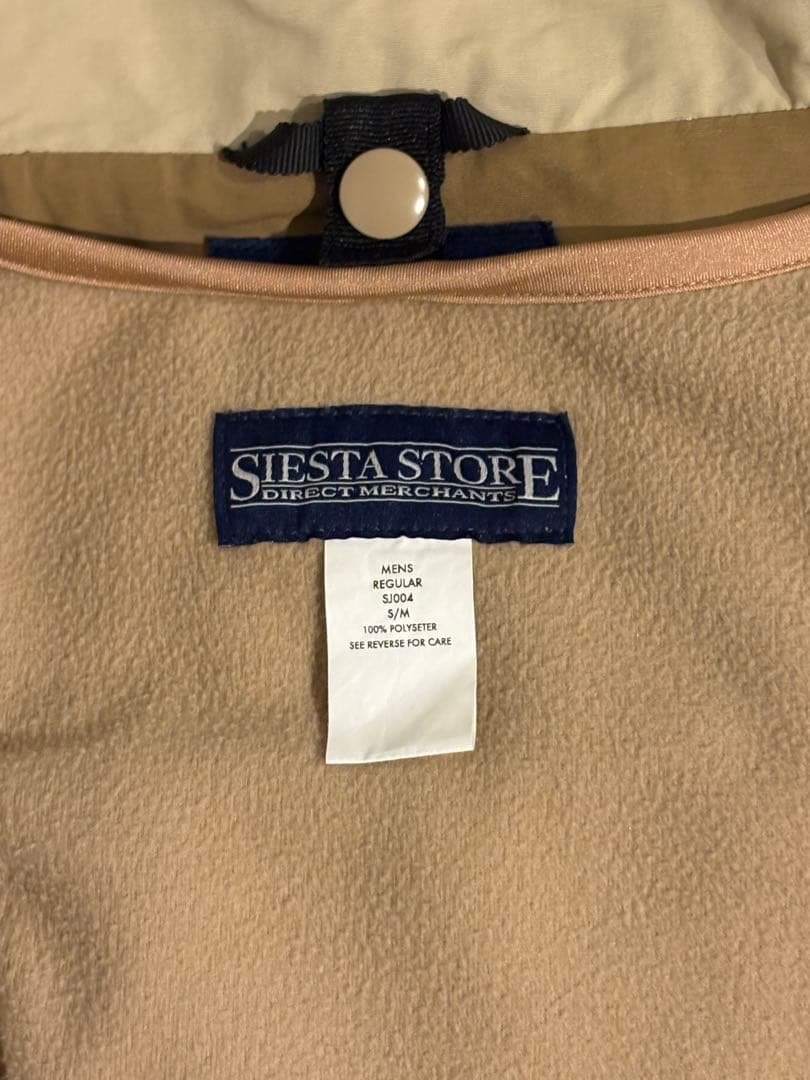 SIESTA STORE
DIRECT MERCHANTS
MENS
REGULAR
SJ004
S/M
100% POLYSETER
SEE REVERSE FOR CARE